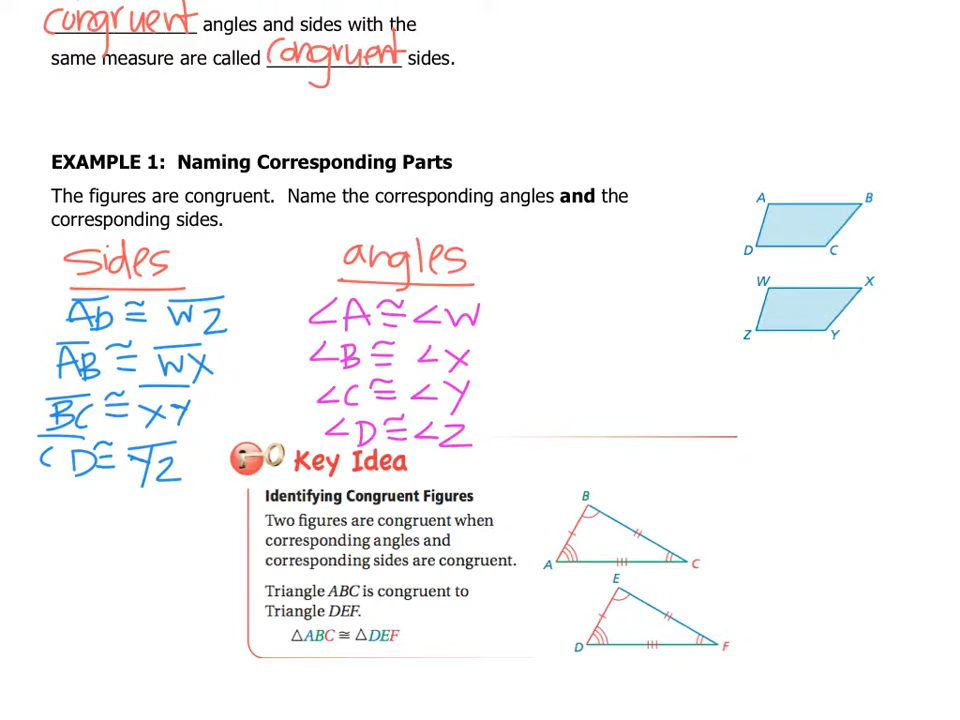 congruent angles and sides with the
same measure are called congruent sides.
EXAMPLE 1: Naming Corresponding Parts
The figures are congruent. Name the corresponding angles and the
corresponding sides.
sides
Ab ≅ WZ
AB ≅ WX
BC ≅ XY
CD ≅ YZ
angles
∠A ≅ ∠W
∠B ≅ ∠X
∠C ≅ ∠Y
∠D ≅ ∠Z
A B
D C
W X
Z Y
Key Idea
Identifying Congruent Figures
Two figures are congruent when
corresponding angles and
corresponding sides are congruent.
Triangle ABC is congruent to
Triangle DEF.
△ABC ≅ △DEF
B
A C
E
D F